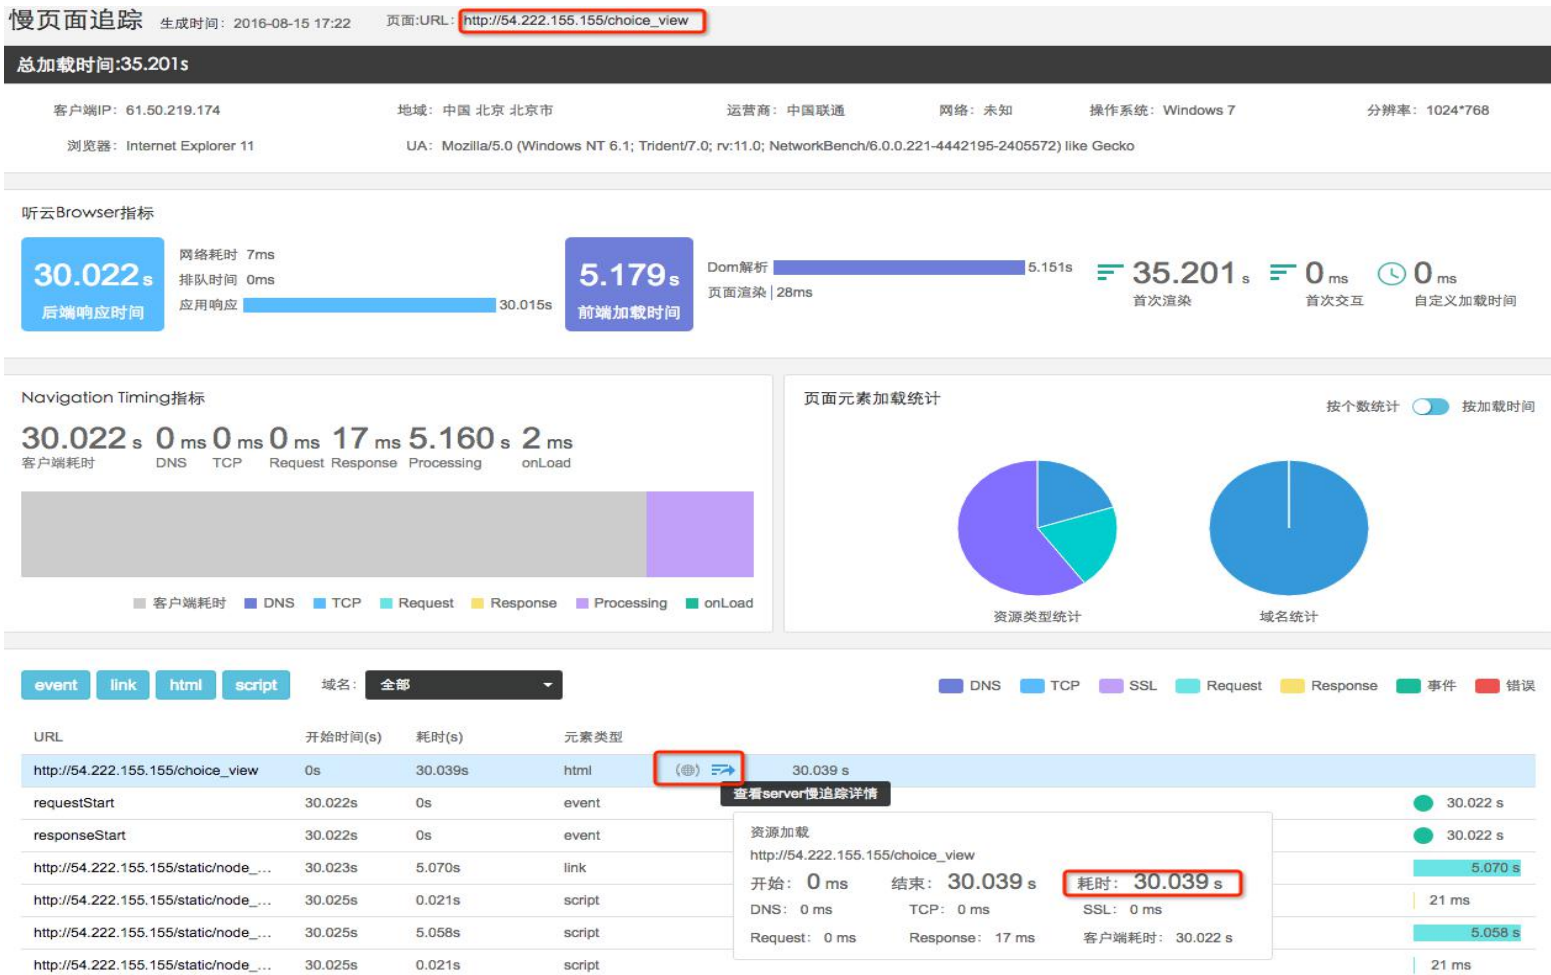 慢页面追踪 生成时间：2016-08-15 17:22 页面:URL: http://54.222.155.155/choice_view
总加载时间:35.201s
客户端IP：61.50.219.174 地域：中国 北京 北京市 运营商：中国联通 网络：未知 操作系统：Windows 7 分辨率：1024*768
浏览器：Internet Explorer 11 UA：Mozilla/5.0 (Windows NT 6.1; Trident/7.0; rv:11.0; NetworkBench/6.0.0.221-4442195-2405572) like Gecko
听云Browser指标
30.022 s 后端响应时间
网络耗时 7ms
排队时间 0ms
应用响应 30.015s
5.179 s 前端加载时间
Dom解析 5.151s
页面渲染 28ms
35.201 s 首次渲染
0 ms 首次交互
0 ms 自定义加载时间
Navigation Timing指标
30.022 s 0 ms 0 ms 0 ms 17 ms 5.160 s 2 ms
客户端耗时 DNS TCP Request Response Processing onLoad
客户端耗时 DNS TCP Request Response Processing onLoad
页面元素加载统计
按个数统计 按加载时间
资源类型统计 域名统计
event link html script 域名： 全部 DNS TCP SSL Request Response 事件 错误
URL 开始时间(s) 耗时(s) 元素类型
http://54.222.155.155/choice_view 0s 30.039s html 30.039 s
查看server慢追踪详情
requestStart 30.022s 0s event 30.022 s
responseStart 30.022s 0s event 30.022 s
http://54.222.155.155/static/node_... 30.023s 5.070s link 5.070 s
http://54.222.155.155/static/node_... 30.025s 0.021s script 21 ms
http://54.222.155.155/static/node_... 30.025s 5.058s script 5.058 s
http://54.222.155.155/static/node_... 30.025s 0.021s script 21 ms
资源加载
http://54.222.155.155/choice_view
开始： 0 ms 结束： 30.039 s 耗时： 30.039 s
DNS： 0 ms TCP： 0 ms SSL： 0 ms
Request： 0 ms Response： 17 ms 客户端耗时： 30.022 s